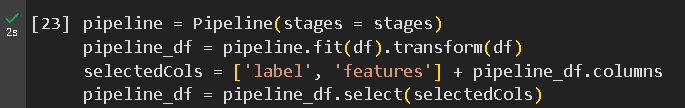 [23] pipeline = Pipeline(stages = stages)
2s pipeline_df = pipeline.fit(df).transform(df)
selectedCols = ['label', 'features'] + pipeline_df.columns
pipeline_df = pipeline_df.select(selectedCols)